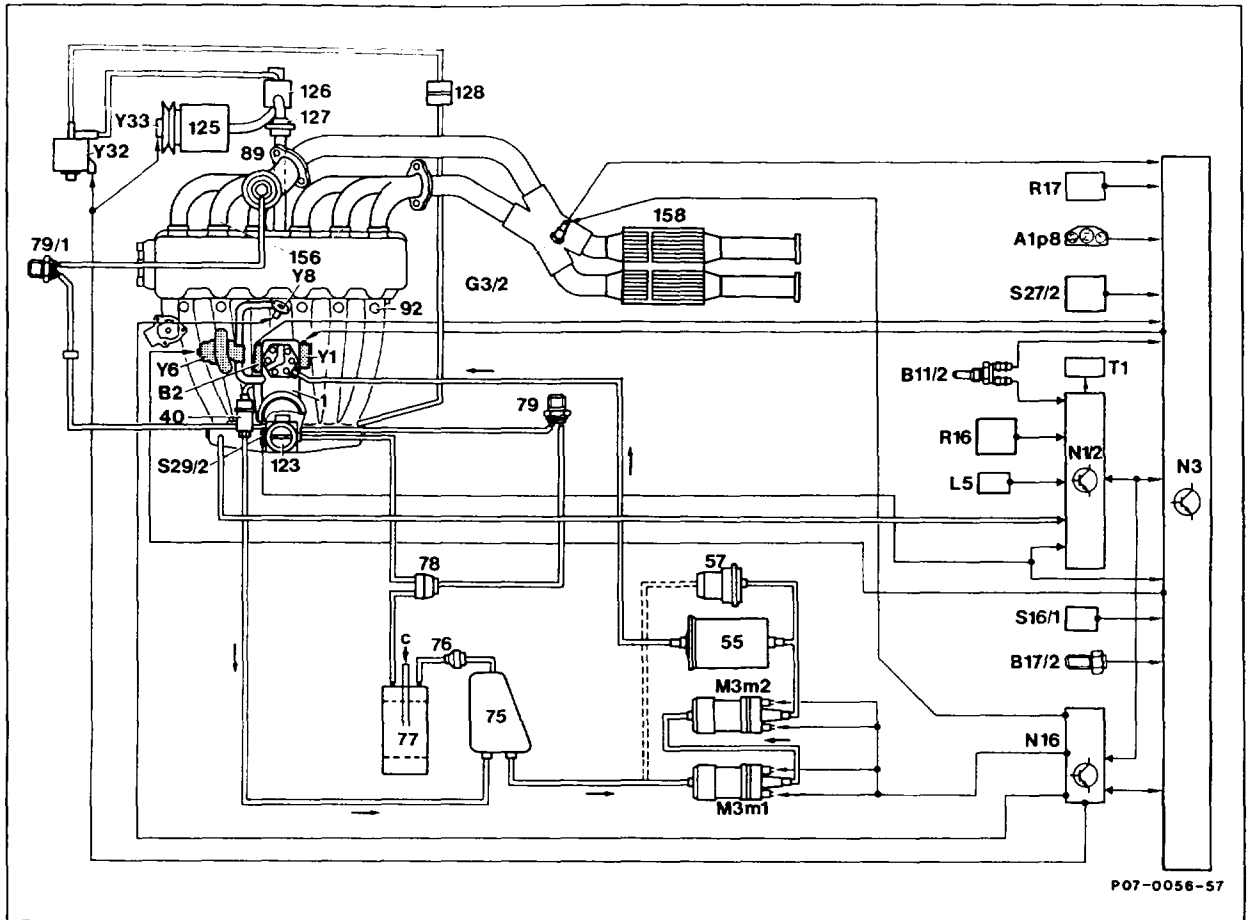 126
128
Y33
125
127
Y32
89
R17
158
A1p8
79/1
156
Y8
G3/2
S27/2
92
Y6
Y1
B11/2
T1
B2
1
79
40
R16
N1/2
N3
S29/2
123
L5
78
57
S16/1
c
76
55
B17/2
M3m2
75
77
N16
M3m1
P07-0056-57